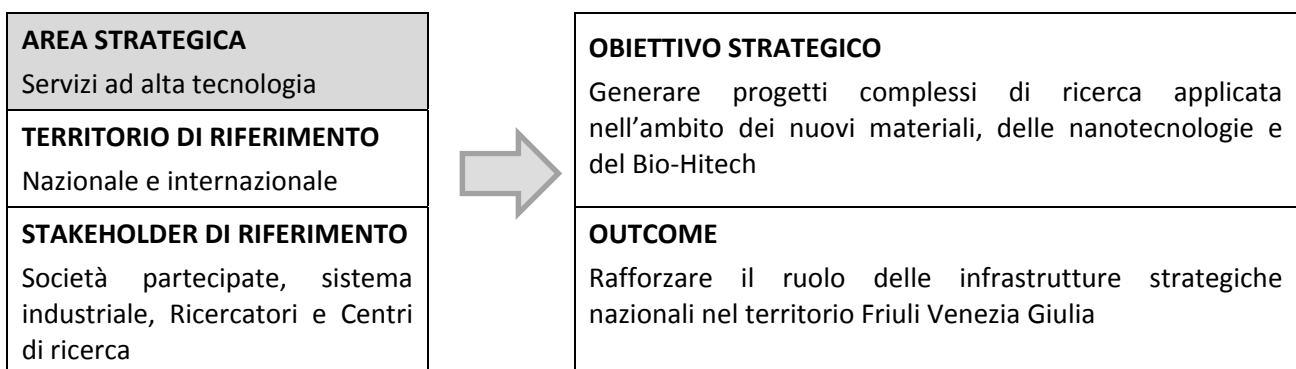 AREA STRATEGICA
Servizi ad alta tecnologia
TERRITORIO DI RIFERIMENTO
Nazionale e internazionale
STAKEHOLDER DI RIFERIMENTO
Società partecipate, sistema
industriale, Ricercatori e Centri
di ricerca
OBIETTIVO STRATEGICO
Generare progetti complessi di ricerca applicata
nell’ambito dei nuovi materiali, delle nanotecnologie e
del Bio-Hitech
OUTCOME
Rafforzare il ruolo delle infrastrutture strategiche
nazionali nel territorio Friuli Venezia Giulia